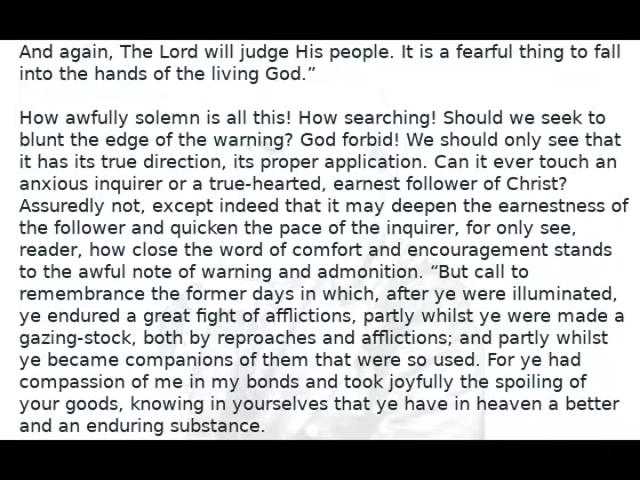 And again, The Lord will judge His people. It is a fearful thing to fall
into the hands of the living God.”
How awfully solemn is all this! How searching! Should we seek to
blunt the edge of the warning? God forbid! We should only see that
it has its true direction, its proper application. Can it ever touch an
anxious inquirer or a true-hearted, earnest follower of Christ?
Assuredly not, except indeed that it may deepen the earnestness of
the follower and quicken the pace of the inquirer, for only see,
reader, how close the word of comfort and encouragement stands
to the awful note of warning and admonition. “But call to
remembrance the former days in which, after ye were illuminated,
ye endured a great fight of afflictions, partly whilst ye were made a
gazing-stock, both by reproaches and afflictions; and partly whilst
ye became companions of them that were so used. For ye had
compassion of me in my bonds and took joyfully the spoiling of
your goods, knowing in yourselves that ye have in heaven a better
and an enduring substance.